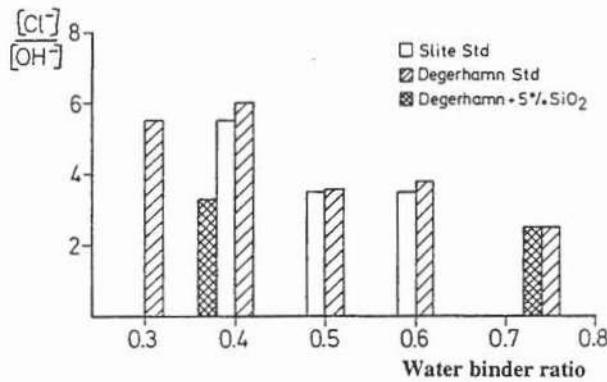 [Cl⁻]
[OH⁻]
8
6
4
2
Slite Std
Degerhamn Std
Degerhamn + 5% SiO₂
0.3 0.4 0.5 0.6 0.7 0.8
Water binder ratio